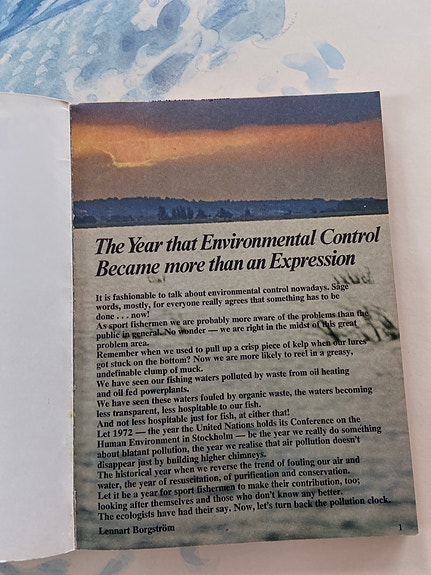 The Year that Environmental Control
Became more than an Expression
It is fashionable to talk about environmental control nowadays. Sage
words, mostly, for everyone really agrees that something has to be
done . . . now!
As sport fishermen we are probably more aware of the problems than the
public in general. No wonder — we are right in the midst of this great
problem area.
Remember when we used to pull up a crisp piece of kelp when our lures
got stuck on the bottom? Now we are more likely to reel in a greasy,
undefinable clump of muck.
We have seen our fishing waters polluted by waste from oil heating
and oil fed powerplants.
We have seen these waters fouled by organic waste, the waters becoming
less transparent, less hospitable to our fish.
And not less hospitable just for fish, at either that!
Let 1972 — the year the United Nations holds its Conference on the
Human Environment in Stockholm — be the year we really do something
about blatant pollution, the year we realise that air pollution doesn't
disappear just by building higher chimneys.
The historical year when we reverse the trend of fouling our air and
water, the year of resuscitation, of purification and conservation.
Let it be a year for sport fishermen to make their contribution, too;
looking after themselves and those who don't know any better.
The ecologists have had their say. Now, let's turn back the pollution clock.
Lennart Borgström
1